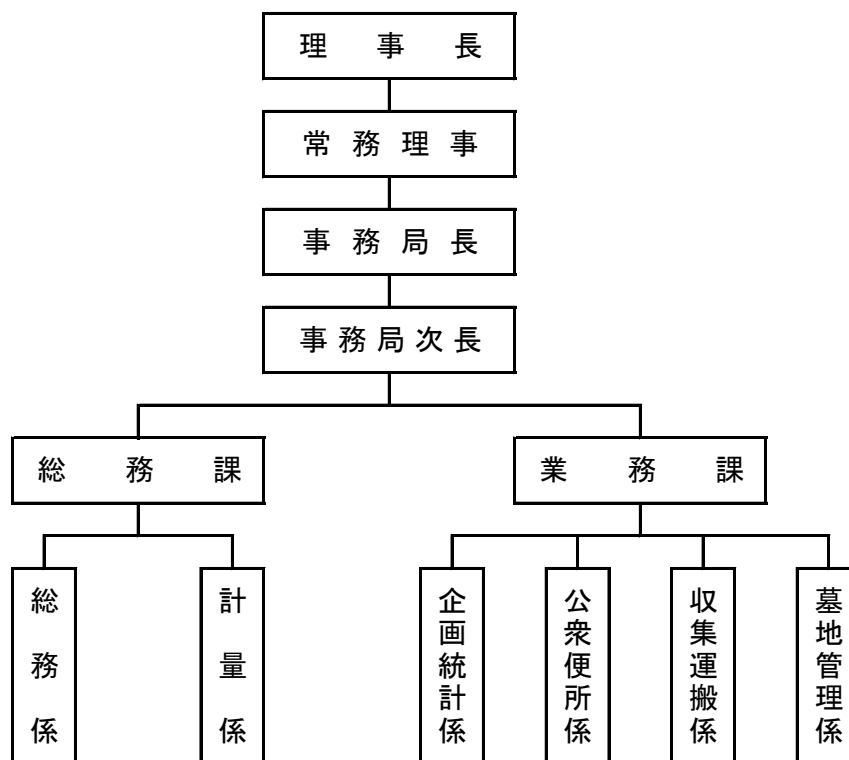 理事長
常務理事
事務局長
事務局次長
総務課
業務課
総務係
計量係
企画統計係
公衆便所係
収集運搬係
墓地管理係